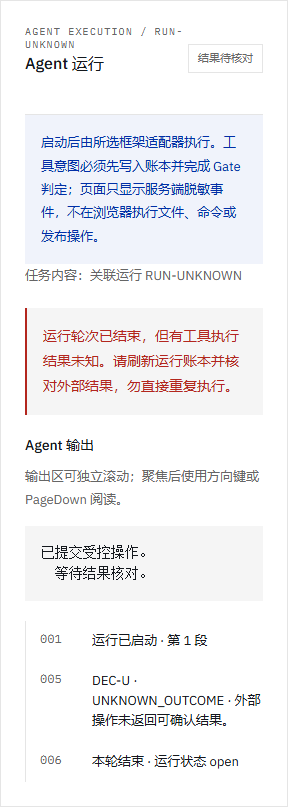 AGENT EXECUTION / RUN-
UNKNOWN
Agent 运行
结果待核对
启动后由所选框架适配器执行。工
具意图必须先写入账本并完成 Gate
判定；页面只显示服务端脱敏事
件，不在浏览器执行文件、命令或
发布操作。
任务内容：关联运行 RUN-UNKNOWN
运行轮次已结束，但有工具执行
结果未知。请刷新运行账本并核
对外部结果，勿直接重复执行。
Agent 输出
输出区可独立滚动；聚焦后使用方向键或
PageDown 阅读。
已提交受控操作。
等待结果核对。
001 运行已启动 · 第 1 段
005 DEC-U ·
UNKNOWN_OUTCOME · 外部
操作未返回可确认结果。
006 本轮结束 · 运行状态 open